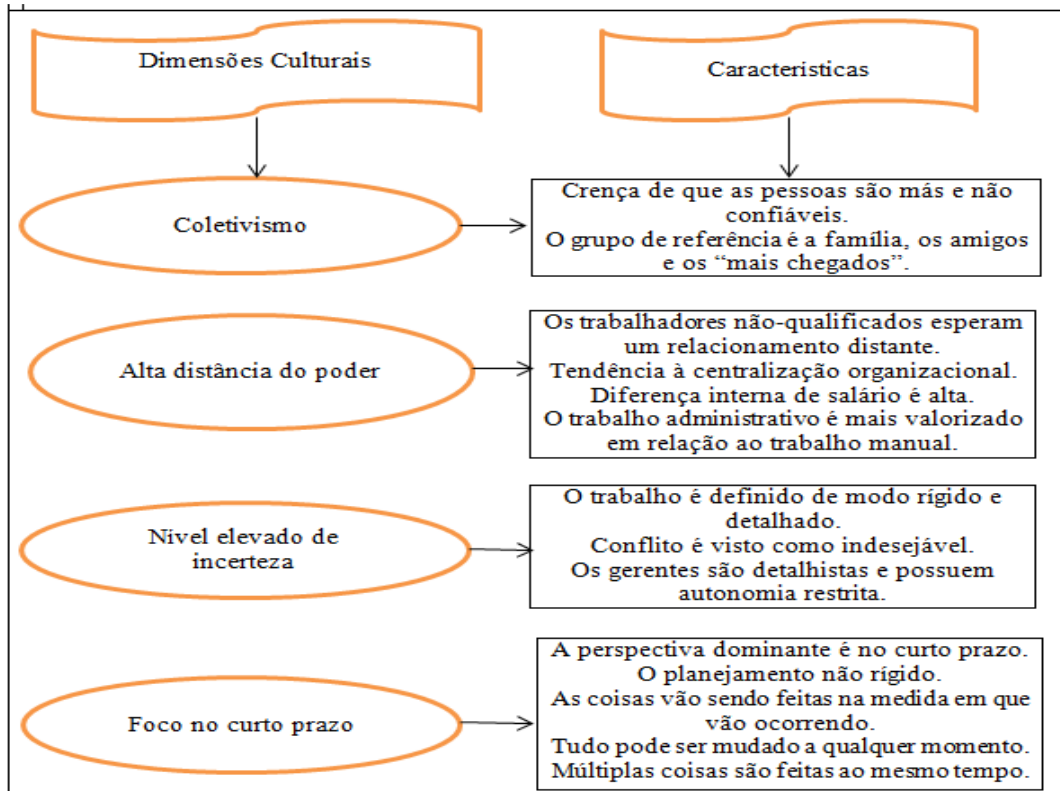 Dimensões Culturais
Características
Coletivismo
Crença de que as pessoas são más e não
confiáveis.
O grupo de referência é a família, os amigos
e os “mais chegados”.
Alta distância do poder
Os trabalhadores não-qualificados esperam
um relacionamento distante.
Tendência à centralização organizacional.
Diferença interna de salário é alta.
O trabalho administrativo é mais valorizado
em relação ao trabalho manual.
Nível elevado de
incerteza
O trabalho é definido de modo rígido e
detalhado.
Conflito é visto como indesejável.
Os gerentes são detalhistas e possuem
autonomia restrita.
Foco no curto prazo
A perspectiva dominante é no curto prazo.
O planejamento não rígido.
As coisas vão sendo feitas na medida em que
vão ocorrendo.
Tudo pode ser mudado a qualquer momento.
Múltiplas coisas são feitas ao mesmo tempo.